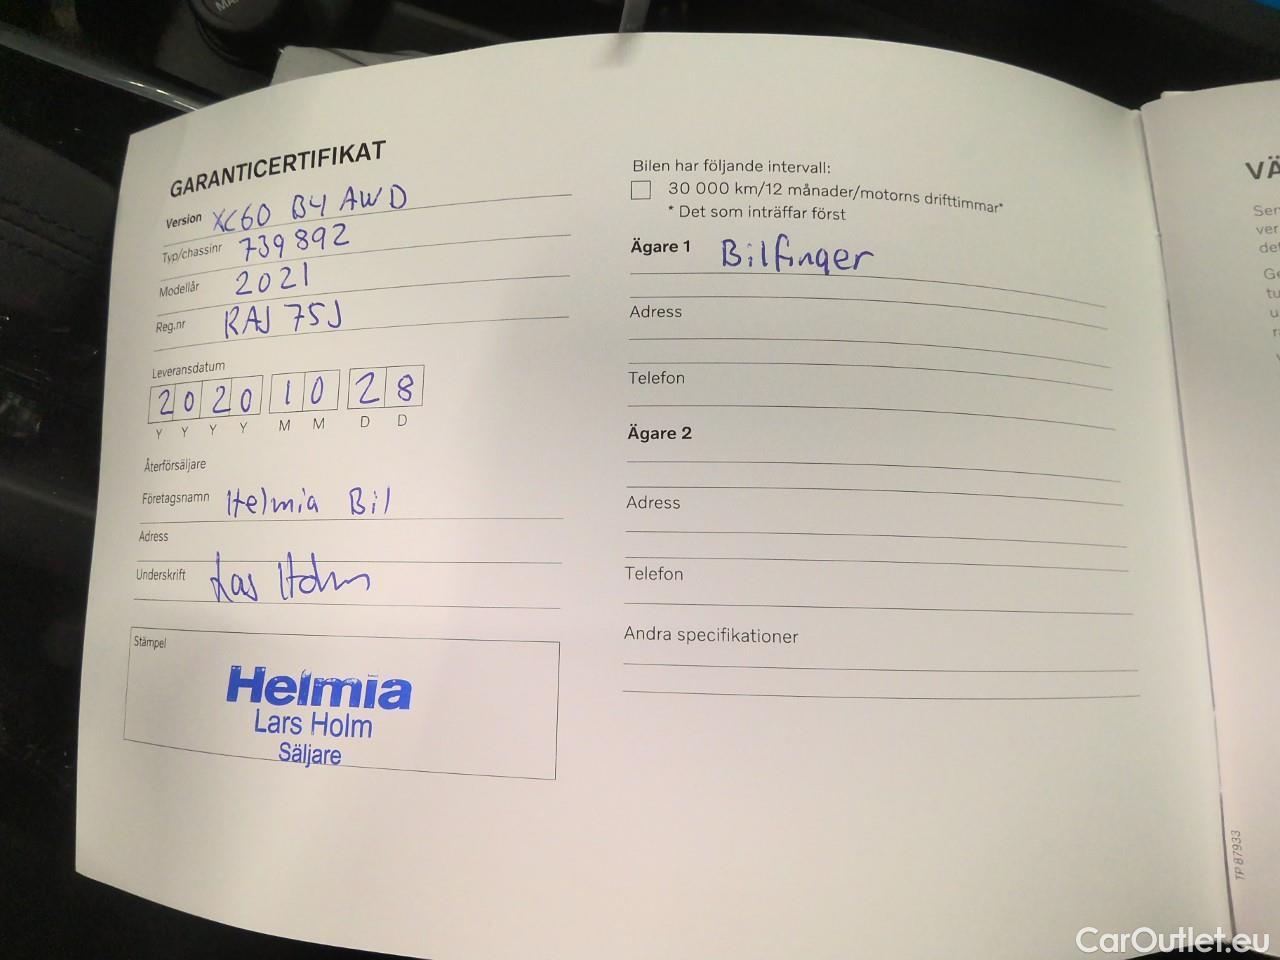 GARANTICERTIFIKAT
Version XC60 B4 AWD
Typ/chassinr 739892
Modellår 2021
Reg.nr RAJ 75J
Leveransdatum
2020 10 28
Y Y Y Y M M D D
Återförsäljare
Företagsnamn Helmia Bil
Adress
Underskrift Las Holm
Stämpel
Helmia
Lars Holm
Säljare
Bilen har följande intervall:
30 000 km/12 månader/motorns drifttimmar*
* Det som inträffar först
Ägare 1 Bilfinger
Adress
Telefon
Ägare 2
Adress
Telefon
Andra specifikationer
TP 87933
CarOutlet.eu